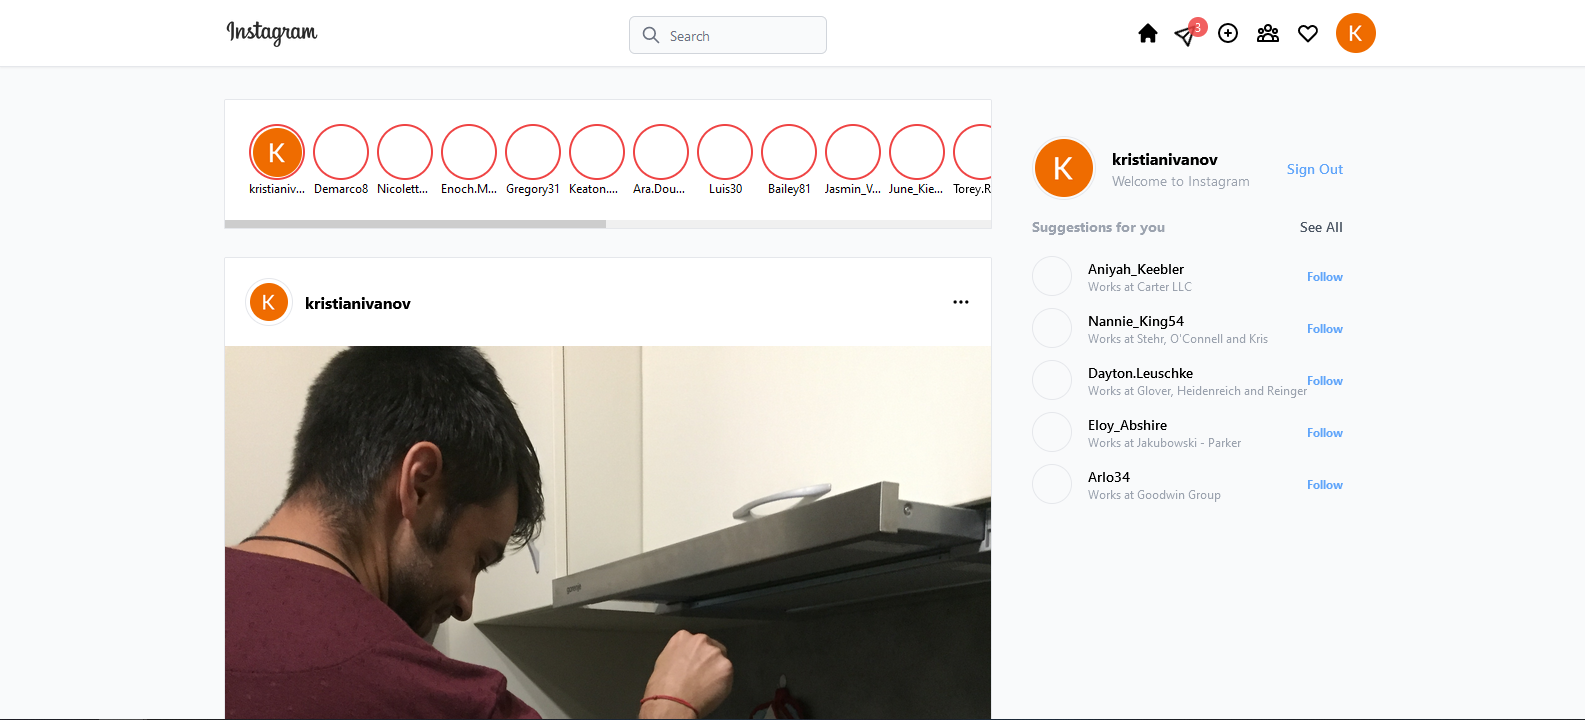 Instagram
Search
3
K
K
kristianiv...
Demarco8
Nicolett...
Enoch.M...
Gregory31
Keaton....
Ara.Dou...
Luis30
Bailey81
Jasmin_V...
June_Kie...
Torey.R
K
kristianivanov
Welcome to Instagram
Sign Out
Suggestions for you
See All
Aniyah_Keebler
Works at Carter LLC
Follow
Nannie_King54
Works at Stehr, O'Connell and Kris
Follow
Dayton.Leuschke
Works at Glover, Heidenreich and Reinger
Follow
Eloy_Abshire
Works at Jakubowski - Parker
Follow
Arlo34
Works at Goodwin Group
Follow
K
kristianivanov
gorenje